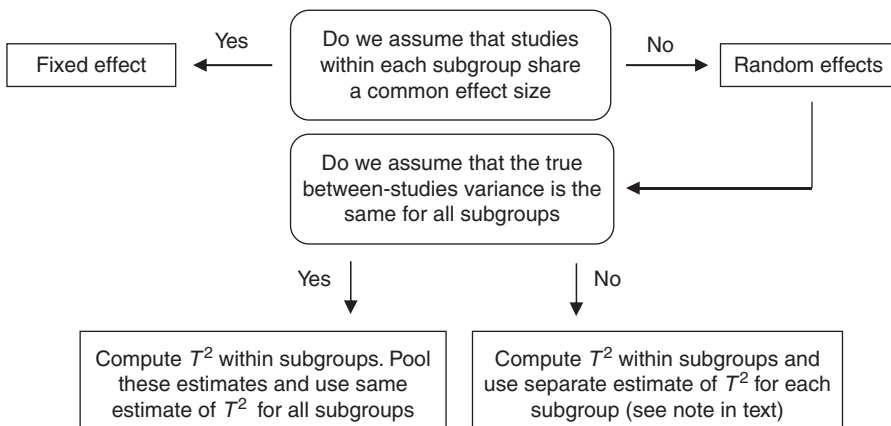 Do we assume that studies
within each subgroup share
a common effect size
Yes
Fixed effect
No
Random effects
Do we assume that the true
between-studies variance is the
same for all subgroups
Yes
No
Compute T² within subgroups. Pool
these estimates and use same
estimate of T² for all subgroups
Compute T² within subgroups and
use separate estimate of T² for each
subgroup (see note in text)